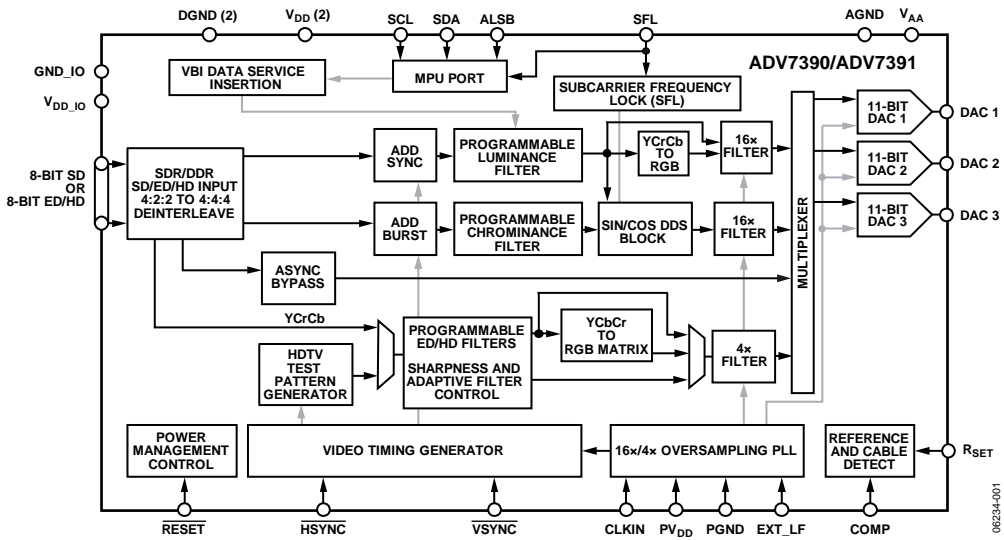 DGND (2)
VDD (2)
SCL
SDA
ALSB
SFL
AGND
VAA
GND_IO
VDD_IO
ADV7390/ADV7391
VBI DATA SERVICE
INSERTION
MPU PORT
SUBCARRIER FREQUENCY
LOCK (SFL)
11-BIT
DAC 1
DAC 1
8-BIT SD
OR
8-BIT ED/HD
SDR/DDR
SD/ED/HD INPUT
4:2:2 TO 4:4:4
DEINTERLEAVE
ADD
SYNC
PROGRAMMABLE
LUMINANCE
FILTER
YCrCb
TO
RGB
16×
FILTER
11-BIT
DAC 2
DAC 2
ADD
BURST
PROGRAMMABLE
CHROMINANCE
FILTER
SIN/COS DDS
BLOCK
16×
FILTER
MULTIPLEXER
11-BIT
DAC 3
DAC 3
ASYNC
BYPASS
YCrCb
PROGRAMMABLE
ED/HD FILTERS
SHARPNESS AND
ADAPTIVE FILTER
CONTROL
YCbCr
TO
RGB MATRIX
4×
FILTER
HDTV
TEST
PATTERN
GENERATOR
POWER
MANAGEMENT
CONTROL
VIDEO TIMING GENERATOR
16×/4× OVERSAMPLING PLL
REFERENCE
AND CABLE
DETECT
RSET
RESET
HSYNC
VSYNC
CLKIN
PVDD
PGND
EXT_LF
COMP
06234-001